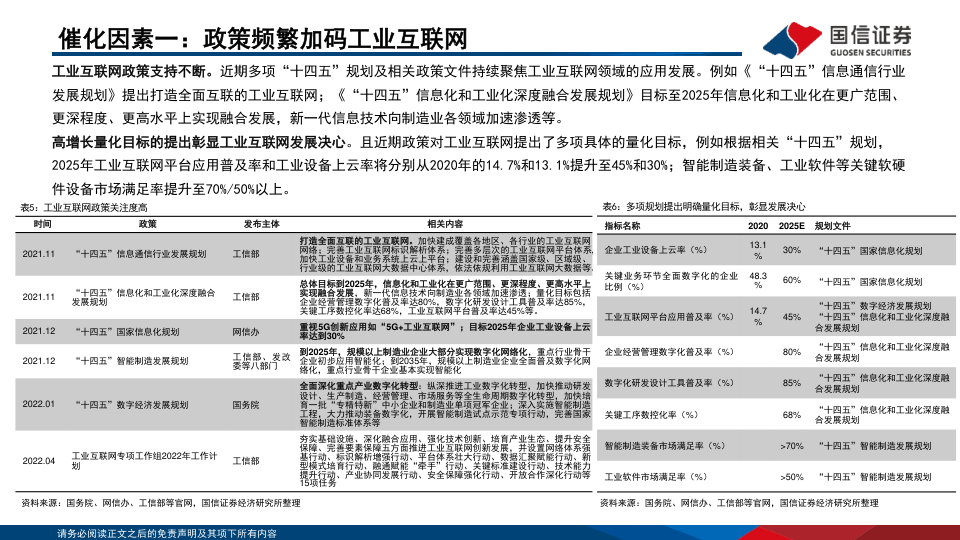 催化因素一：政策频繁加码工业互联网
国信证券
GUOSEN SECURITIES
工业互联网政策支持不断。近期多项“十四五”规划及相关政策文件持续聚焦工业互联网领域的应用发展。例如《“十四五”信息通信行业
发展规划》提出打造全面互联的工业互联网；《“十四五”信息化和工业化深度融合发展规划》目标至2025年信息化和工业化在更广范围、
更深程度、更高水平上实现融合发展，新一代信息技术向制造业各领域加速渗透等。
高增长量化目标的提出彰显工业互联网发展决心。且近期政策对工业互联网提出了多项具体的量化目标，例如根据相关“十四五”规划，
2025年工业互联网平台应用普及率和工业设备上云率将分别从2020年的14.7%和13.1%提升至45%和30%；智能制造装备、工业软件等关键软硬
件设备市场满足率提升至70%/50%以上。
表5：工业互联网政策关注度高
时间 政策 发布主体 相关内容
2021.11 “十四五”信息通信行业发展规划 工信部 打造全面互联的工业互联网。加快建成覆盖各地区、各行业的工业互联网
网络；完善工业互联网标识解析体系；完善多层次的工业互联网平台体系，
加快工业设备和业务系统上云上平台；建设和完善涵盖国家级、区域级、
行业级的工业互联网大数据中心体系，依法依规利用工业互联网大数据等。
2021.11 “十四五”信息化和工业化深度融合
发展规划 工信部 总体目标到2025年，信息化和工业化在更广范围、更深程度、更高水平上
实现融合发展，新一代信息技术向制造业各领域加速渗透；量化目标包括
企业经营管理数字化普及率达80%，数字化研发设计工具普及率达85%，
关键工序数控化率达68%，工业互联网平台普及率达45%等。
2021.12 “十四五”国家信息化规划 网信办 重视5G创新应用如“5G+工业互联网”；目标2025年企业工业设备上云
率达到30%
2021.12 “十四五”智能制造发展规划 工信部、发改
委等八部门 到2025年，规模以上制造业企业大部分实现数字化网络化，重点行业骨干
企业初步应用智能化；到2035年，规模以上制造业企业全面普及数字化网
络化，重点行业骨干企业基本实现智能化
2022.01 “十四五”数字经济发展规划 国务院 全面深化重点产业数字化转型：纵深推进工业数字化转型，加快推动研发
设计、生产制造、经营管理、市场服务等全生命周期数字化转型，加快培
育一批“专精特新”中小企业和制造业单项冠军企业；深入实施智能制造
工程，大力推动装备数字化，开展智能制造试点示范专项行动，完善国家
智能制造标准体系等
2022.04 工业互联网专项工作组2022年工作计
划 工信部 夯实基础设施、深化融合应用、强化技术创新、培育产业生态、提升安全
保障、完善要素保障五方面推进工业互联网创新发展，并设置网络体系强
基行动、标识解析增强行动、平台体系壮大行动、数据汇聚赋能行动、新
型模式培育行动、融通赋能“牵手”行动、关键标准建设行动、技术能力
提升行动、产业协同发展行动、安全保障强化行动、开放合作深化行动等
15项任务
资料来源：国务院、网信办、工信部等官网，国信证券经济研究所整理
表6：多项规划提出明确量化目标，彰显发展决心
指标名称 2020 2025E 规划文件
企业工业设备上云率（%） 13.1
% 30% “十四五”国家信息化规划
关键业务环节全面数字化的企业
比例（%） 48.3
% 60% “十四五”国家信息化规划
工业互联网平台应用普及率（%） 14.7
% 45% “十四五”数字经济发展规划
“十四五”信息化和工业化深度融
合发展规划
企业经营管理数字化普及率（%） 80% “十四五”信息化和工业化深度融
合发展规划
数字化研发设计工具普及率（%） 85% “十四五”信息化和工业化深度融
合发展规划
关键工序数控化率（%） 68% “十四五”信息化和工业化深度融
合发展规划
智能制造装备市场满足率（%） >70% “十四五”智能制造发展规划
工业软件市场满足率（%） >50% “十四五”智能制造发展规划
资料来源：国务院、网信办、工信部等官网，国信证券经济研究所整理
请务必阅读正文之后的免责声明及其项下所有内容